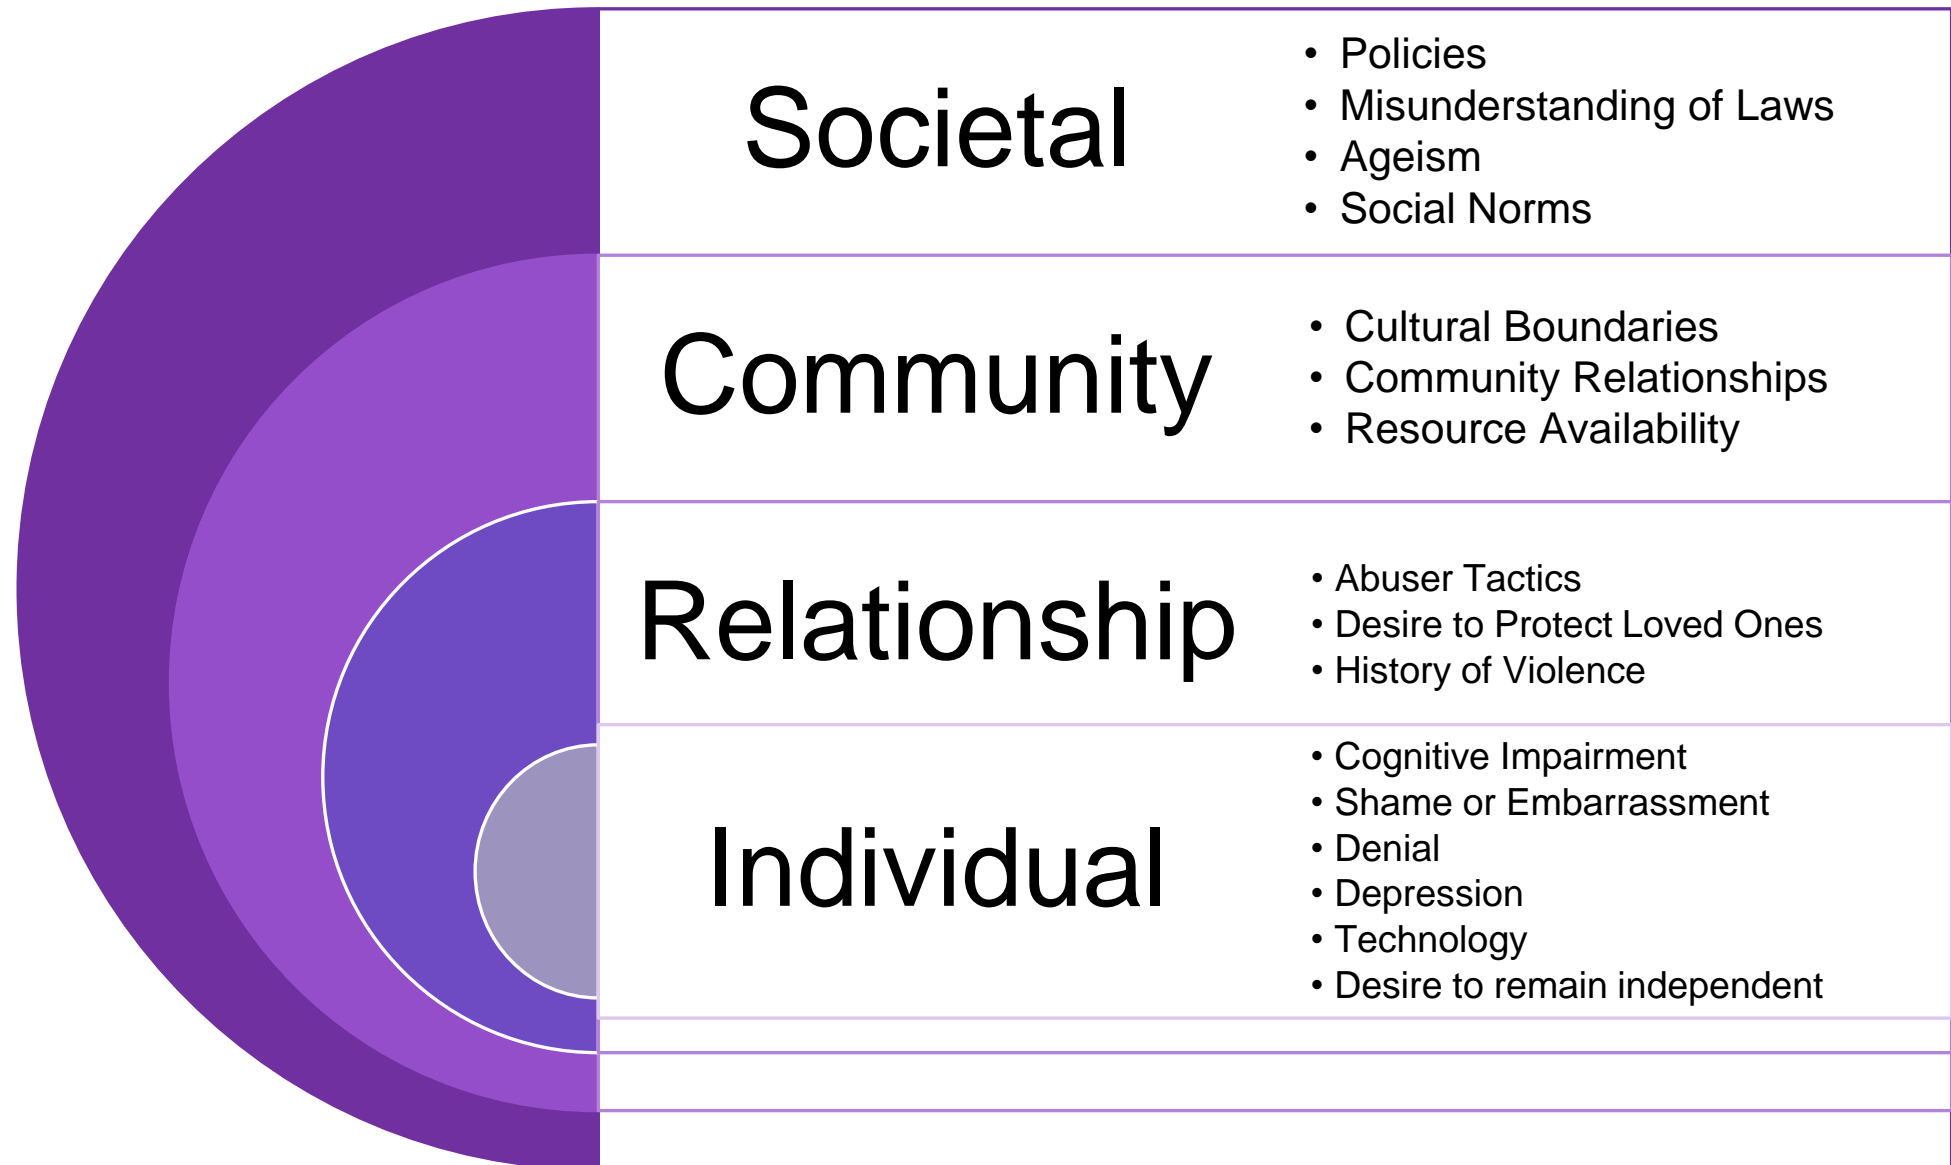 Societal
• Policies
• Misunderstanding of Laws
• Ageism
• Social Norms
Community
• Cultural Boundaries
• Community Relationships
• Resource Availability
Relationship
• Abuser Tactics
• Desire to Protect Loved Ones
• History of Violence
Individual
• Cognitive Impairment
• Shame or Embarrassment
• Denial
• Depression
• Technology
• Desire to remain independent